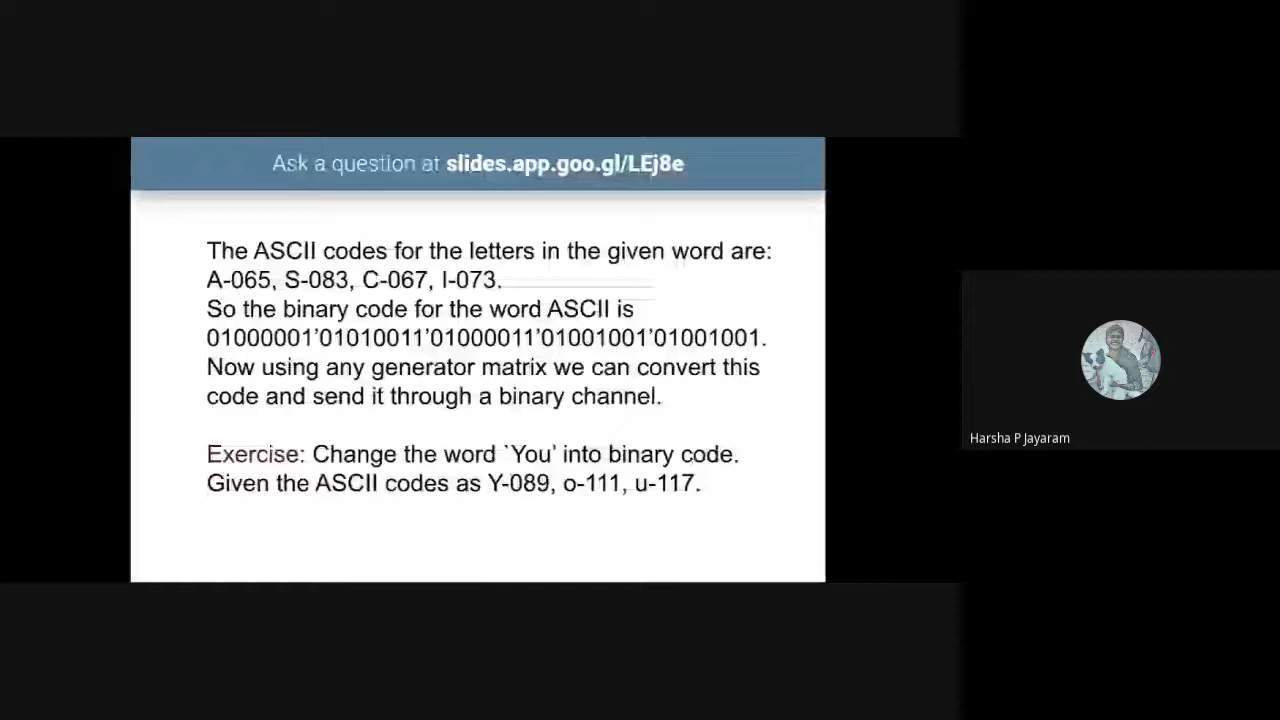 Ask a question at slides.app.goo.gl/LEj8e
The ASCII codes for the letters in the given word are:
A-065, S-083, C-067, I-073.
So the binary code for the word ASCII is
01000001’01010011’01000011’01001001’01001001.
Now using any generator matrix we can convert this
code and send it through a binary channel.
Exercise: Change the word `You’ into binary code.
Given the ASCII codes as Y-089, o-111, u-117.
Harsha P Jayaram